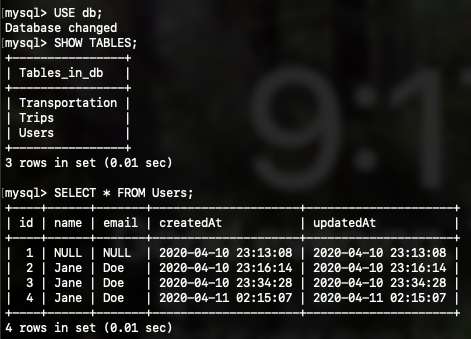 [mysql> USE db;
Database changed
[mysql> SHOW TABLES;
+----------------+
| Tables_in_db   |
+----------------+
| Transportation |
| Trips          |
| Users          |
+----------------+
3 rows in set (0.01 sec)
[mysql> SELECT * FROM Users;
+----+------+-------+---------------------+---------------------+
| id | name | email | createdAt           | updatedAt           |
+----+------+-------+---------------------+---------------------+
|  1 | NULL | NULL  | 2020-04-10 23:13:08 | 2020-04-10 23:13:08 |
|  2 | Jane | Doe   | 2020-04-10 23:16:14 | 2020-04-10 23:16:14 |
|  3 | Jane | Doe   | 2020-04-10 23:34:28 | 2020-04-10 23:34:28 |
|  4 | Jane | Doe   | 2020-04-11 02:15:07 | 2020-04-11 02:15:07 |
+----+------+-------+---------------------+---------------------+
4 rows in set (0.01 sec)